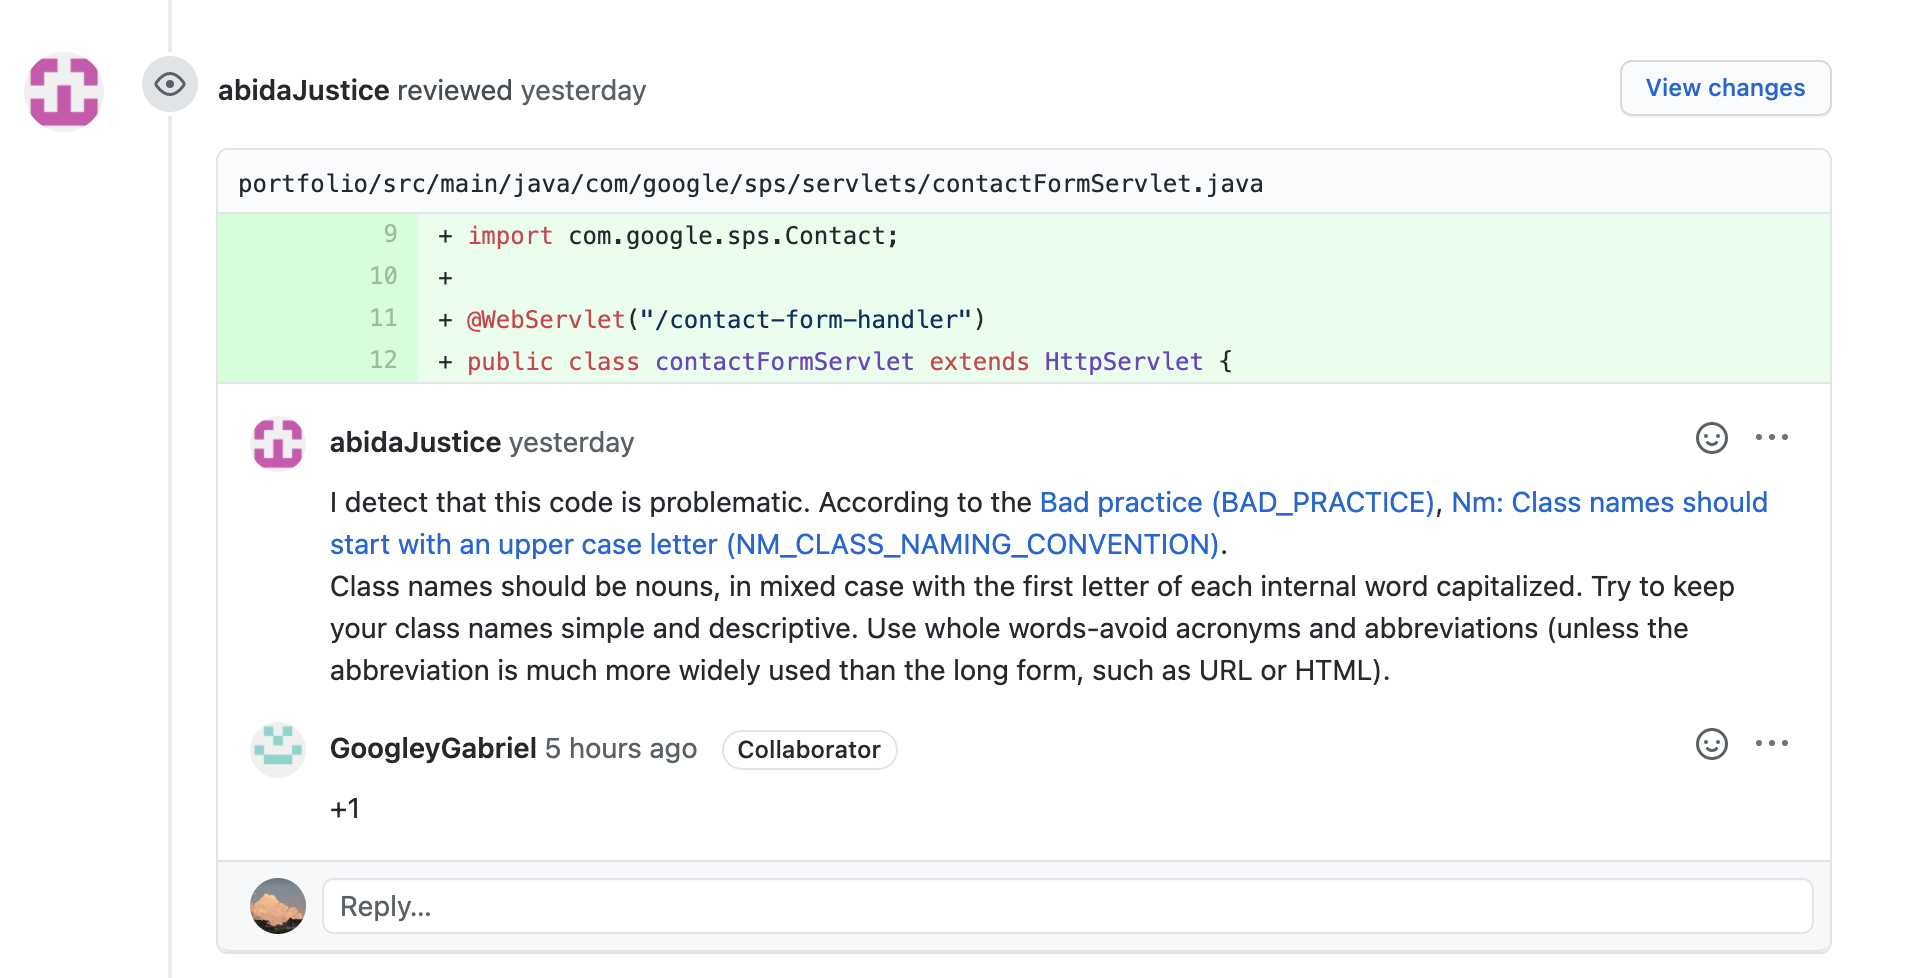 abidaJustice reviewed yesterday
View changes
portfolio/src/main/java/com/google/sps/servlets/contactFormServlet.java
9 + import com.google.sps.Contact;
10 +
11 + @WebServlet("/contact-form-handler")
12 + public class contactFormServlet extends HttpServlet {
abidaJustice yesterday
I detect that this code is problematic. According to the Bad practice (BAD_PRACTICE), Nm: Class names should
start with an upper case letter (NM_CLASS_NAMING_CONVENTION).
Class names should be nouns, in mixed case with the first letter of each internal word capitalized. Try to keep
your class names simple and descriptive. Use whole words-avoid acronyms and abbreviations (unless the
abbreviation is much more widely used than the long form, such as URL or HTML).
GoogleyGabriel 5 hours ago Collaborator
+1
Reply...